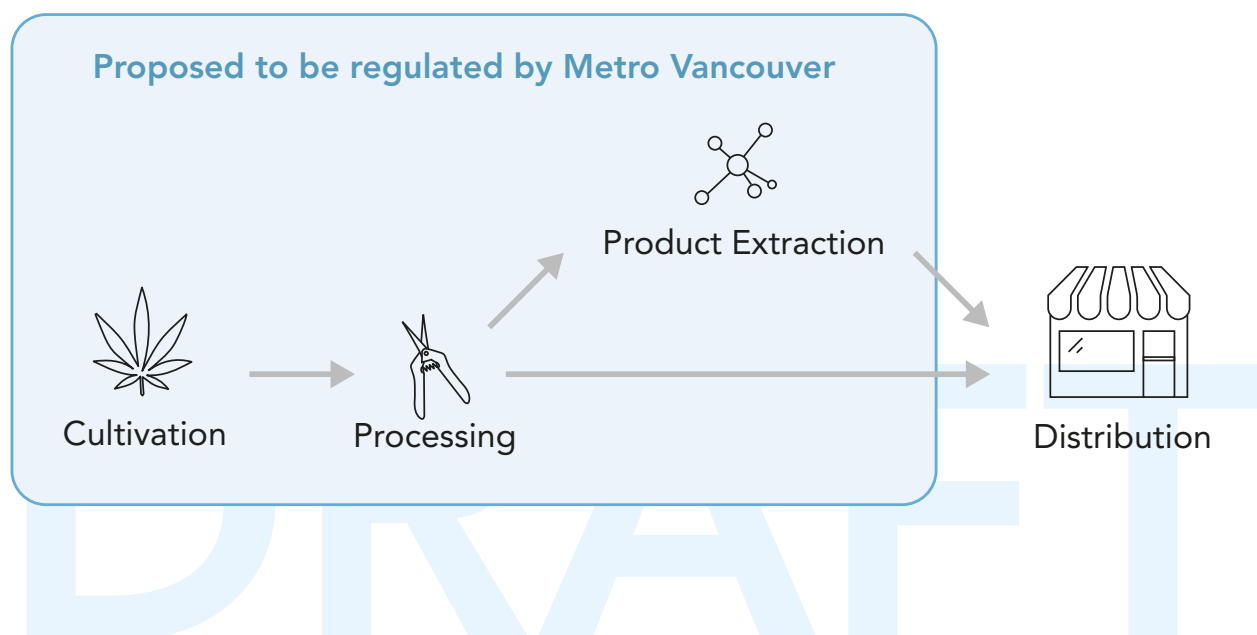 Proposed to be regulated by Metro Vancouver
Product Extraction
Cultivation
Processing
Distribution
DRAFT